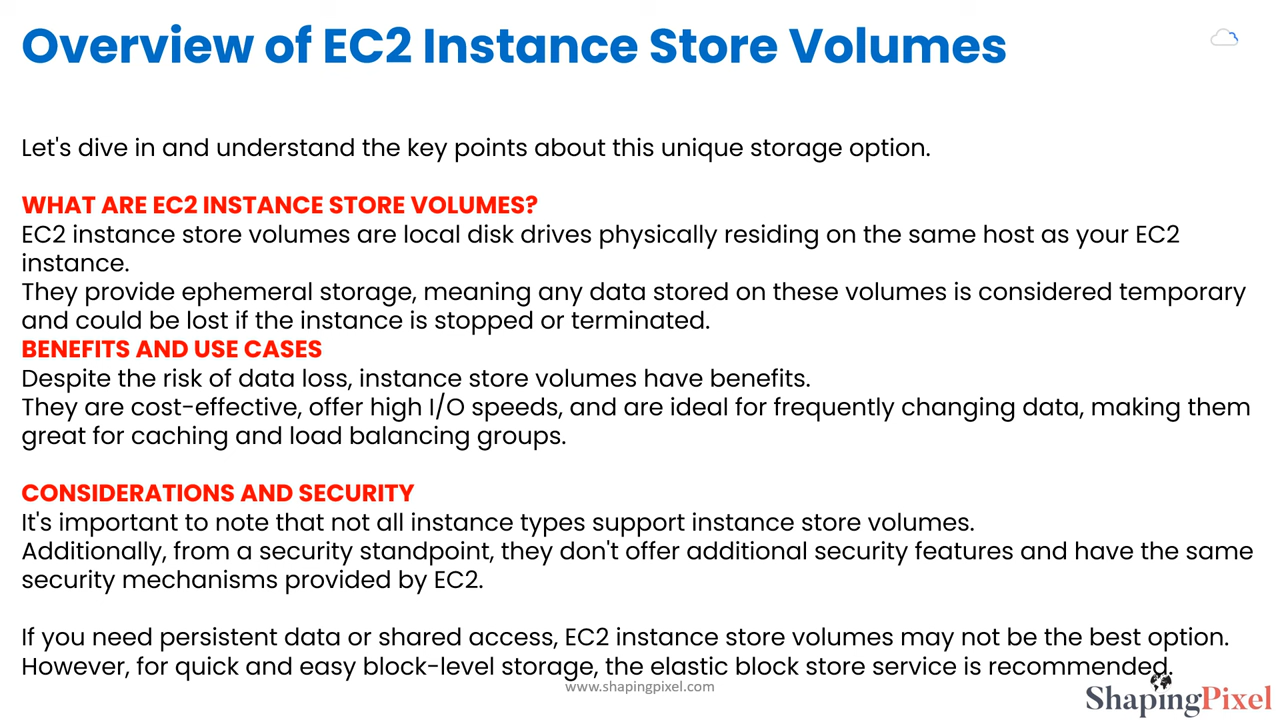 Overview of EC2 Instance Store Volumes
Let's dive in and understand the key points about this unique storage option.
WHAT ARE EC2 INSTANCE STORE VOLUMES?
EC2 instance store volumes are local disk drives physically residing on the same host as your EC2
instance.
They provide ephemeral storage, meaning any data stored on these volumes is considered temporary
and could be lost if the instance is stopped or terminated.
BENEFITS AND USE CASES
Despite the risk of data loss, instance store volumes have benefits.
They are cost-effective, offer high I/O speeds, and are ideal for frequently changing data, making them
great for caching and load balancing groups.
CONSIDERATIONS AND SECURITY
It's important to note that not all instance types support instance store volumes.
Additionally, from a security standpoint, they don't offer additional security features and have the same
security mechanisms provided by EC2.
If you need persistent data or shared access, EC2 instance store volumes may not be the best option.
However, for quick and easy block-level storage, the elastic block store service is recommended.
www.shapingpixel.com
ShapingPixel